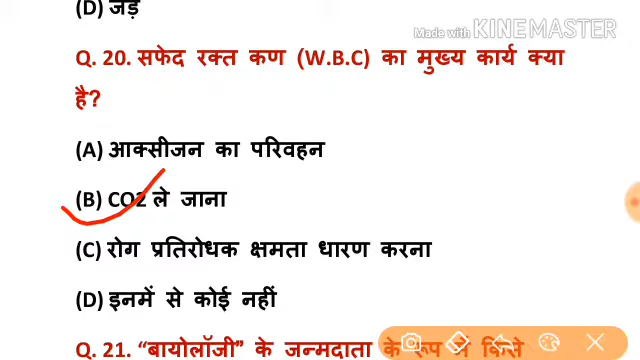 (D) जड़
Made with KINEMASTER
Q. 20. सफेद रक्त कण (W.B.C) का मुख्य कार्य क्या
है?
(A) आक्सीजन का परिवहन
(B) CO2 ले जाना
(C) रोग प्रतिरोधक क्षमता धारण करना
(D) इनमें से कोई नहीं
Q. 21. “बायोलॉजी” के जन्मदाता के रूप में किसे